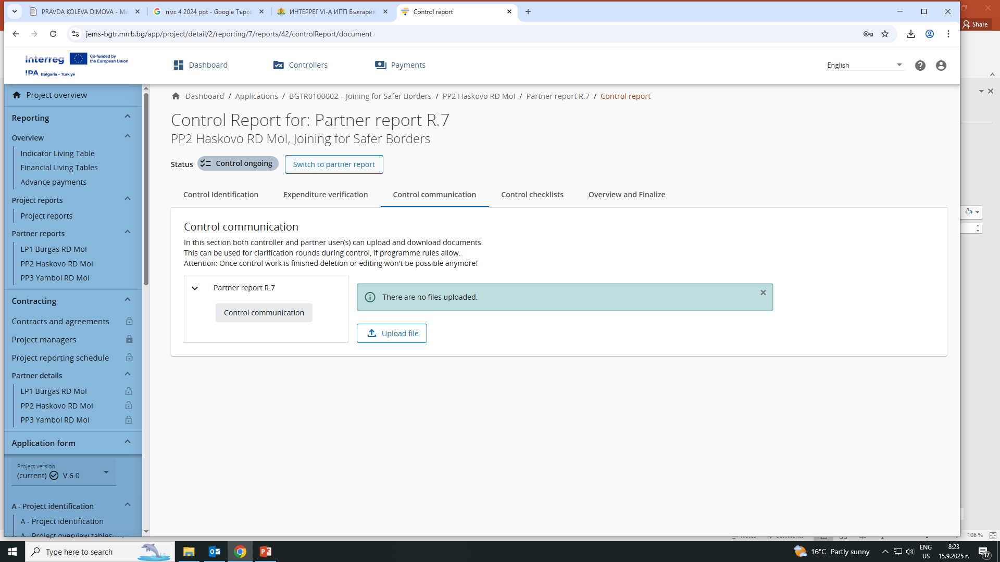 PRAVDA KOLEVA DIMOVA - Ми
пмс 4 2024 ppt - Google Търсе
ИНТЕРРЕГ VI-A ИПП България
Control report
Share
jems-bgtr.mrrb.bg/app/project/detail/2/reporting/7/reports/42/controlReport/document
Interreg
Co-funded by
the European Union
IPA Bulgaria – Türkiye
Dashboard
Controllers
Payments
English
Project overview
Reporting
Overview
Indicator Living Table
Financial Living Tables
Advance payments
Project reports
Project reports
Partner reports
LP1 Burgas RD MoI
PP2 Haskovo RD MoI
PP3 Yambol RD MoI
Contracting
Contracts and agreements
Project managers
Project reporting schedule
Partner details
LP1 Burgas RD MoI
PP2 Haskovo RD MoI
PP3 Yambol RD MoI
Application form
Project version
(current) V.6.0
A - Project identification
A - Project identification
A - Project overview tables
Dashboard / Applications / BGTR0100002 – Joining for Safer Borders / PP2 Haskovo RD MoI / Partner report R.7 / Control report
Control Report for: Partner report R.7
PP2 Haskovo RD MoI, Joining for Safer Borders
Status Control ongoing Switch to partner report
Control Identification
Expenditure verification
Control communication
Control checklists
Overview and Finalize
Control communication
In this section both controller and partner user(s) can upload and download documents.
This can be used for clarification rounds during control, if programme rules allow.
Attention: Once control work is finished deletion or editing won't be possible anymore!
Partner report R.7
Control communication
There are no files uploaded.
Upload file
106 %
Type here to search
16°C Partly sunny
ENG
US
8:23
15.9.2025 г.
17